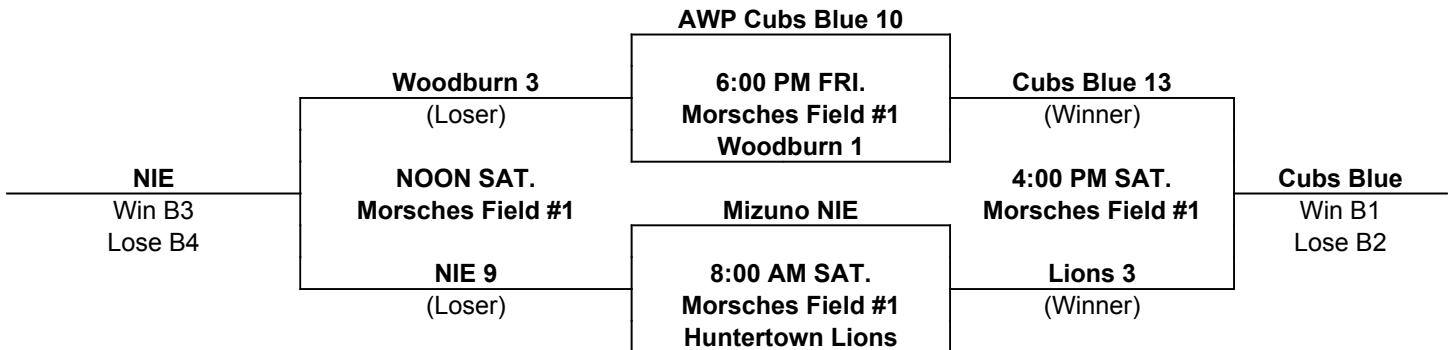 AWP Cubs Blue 10
Woodburn 3
6:00 PM FRI.
Cubs Blue 13
(Loser)
Morsches Field #1
(Winner)
Woodburn 1
NIE
NOON SAT.
4:00 PM SAT.
Cubs Blue
Win B3
Morsches Field #1
Mizuno NIE
Morsches Field #1
Win B1
Lose B4
Lose B2
NIE 9
8:00 AM SAT.
Lions 3
(Loser)
Morsches Field #1
(Winner)
Huntertown Lions